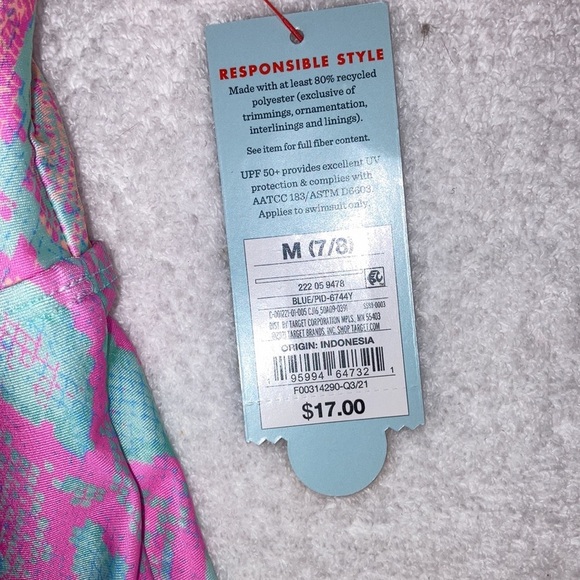 RESPONSIBLE STYLE
Made with at least 80% recycled
polyester (exclusive of
trimmings, ornamentation,
interlinings and linings).
See item for full fiber content.
UPF 50+ provides excellent UV
protection & complies with
AATCC 183/ASTM D6603.
Applies to swimsuit only.
M (7/8)
222 05 9478
BLUE/PID-6744Y
DIST. BY TARGET CORPORATION MPLS, MN 55403
TARGET BRANDS, INC. SHOP TARGET.COM
ORIGIN: INDONESIA
1 95994 64732 1
F00314290-Q3/21
$17.00